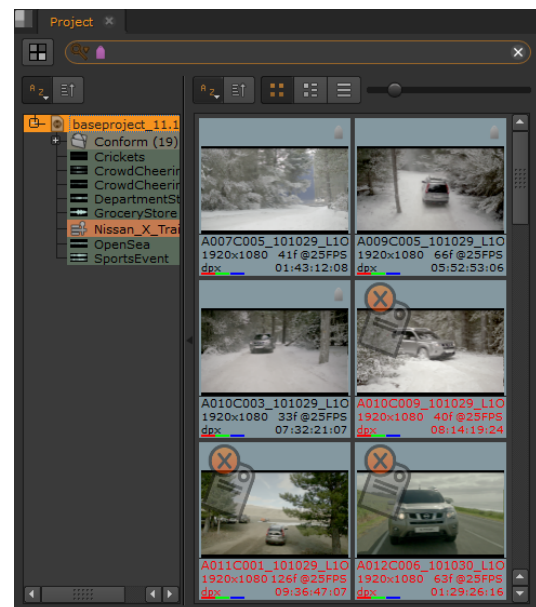 Project
A Z
A Z
baseproject_11.1
Conform (19)
Crickets
CrowdCheerin
CrowdCheerin
DepartmentSt
GroceryStore
Nissan_X_Trai
OpenSea
SportsEvent
A007C005_101029_L1O
1920x1080 41f@25FPS
dpx 01:43:12:08
A009C005_101029_L1O
1920x1080 66f@25FPS
dpx 05:52:53:06
A010C003_101029_L1O
1920x1080 33f@25FPS
dpx 07:32:21:07
A010C009_101029_L1O
1920x1080 40f@25FPS
dpx 08:14:19:24
A011C001_101029_L1O
1920x1080 126f@25FPS
dpx 09:36:47:07
A012C006_101030_L1O
1920x1080 63f@25FPS
dpx 01:29:26:16